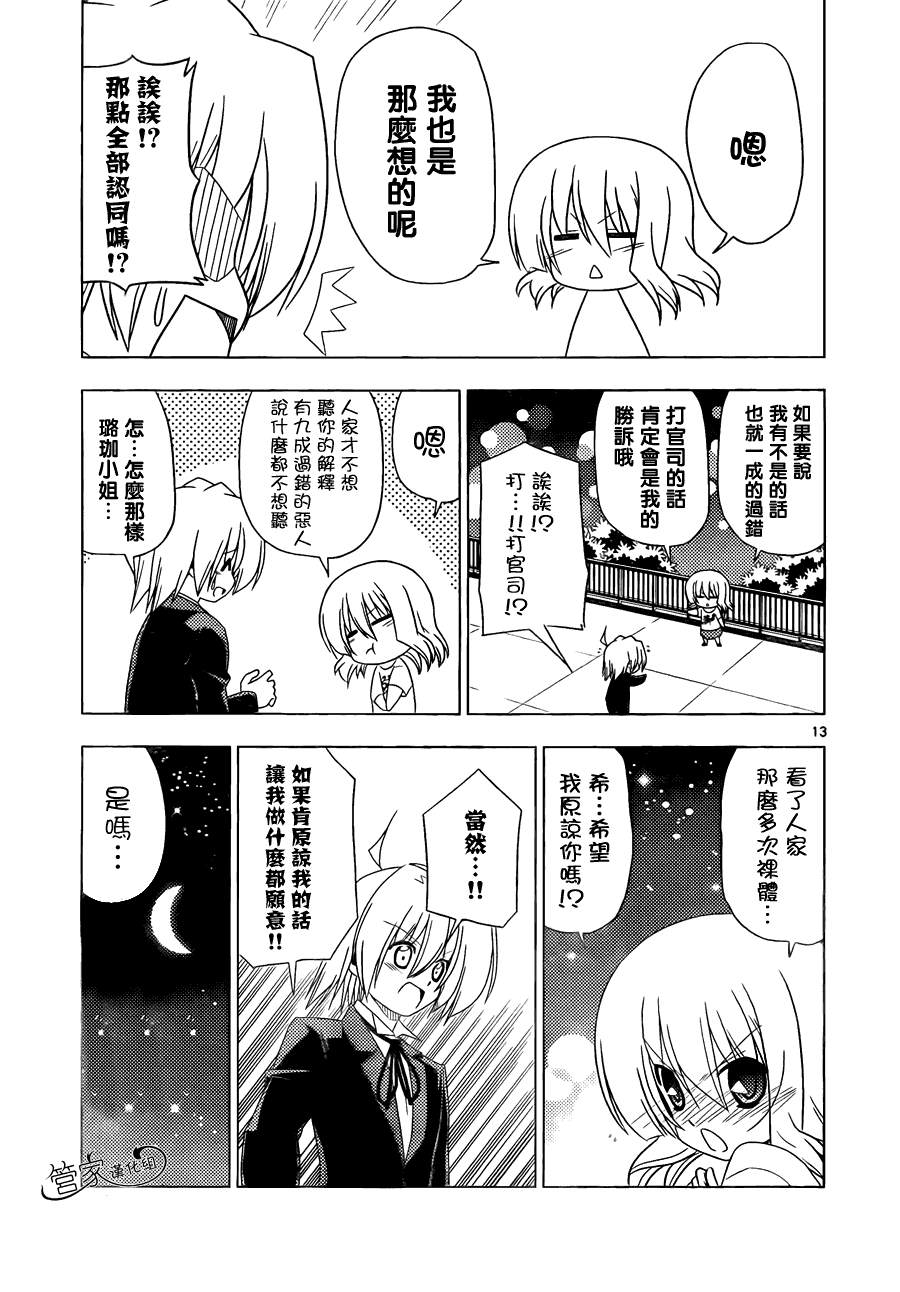 嗯
我也是
那麼想的呢
誒誒!?
那點全部認同嗎!?
如果要說
我有不是的話
也就一成的過錯
打官司的話
肯定會是我的
勝訴哦
誒誒!?
打…!!打官司!?
嗯
人家才不想
聽你的解釋
有九成過錯的惡人
說什麼都不想聽
怎…怎麼那樣
璐珈小姐…
13
看了人家
那麼多次裸體…
希…希望
我原諒你嗎!?
當然…!!
如果肯原諒我的話
讓我做什麼都願意!!
是嗎…
管家漢化組